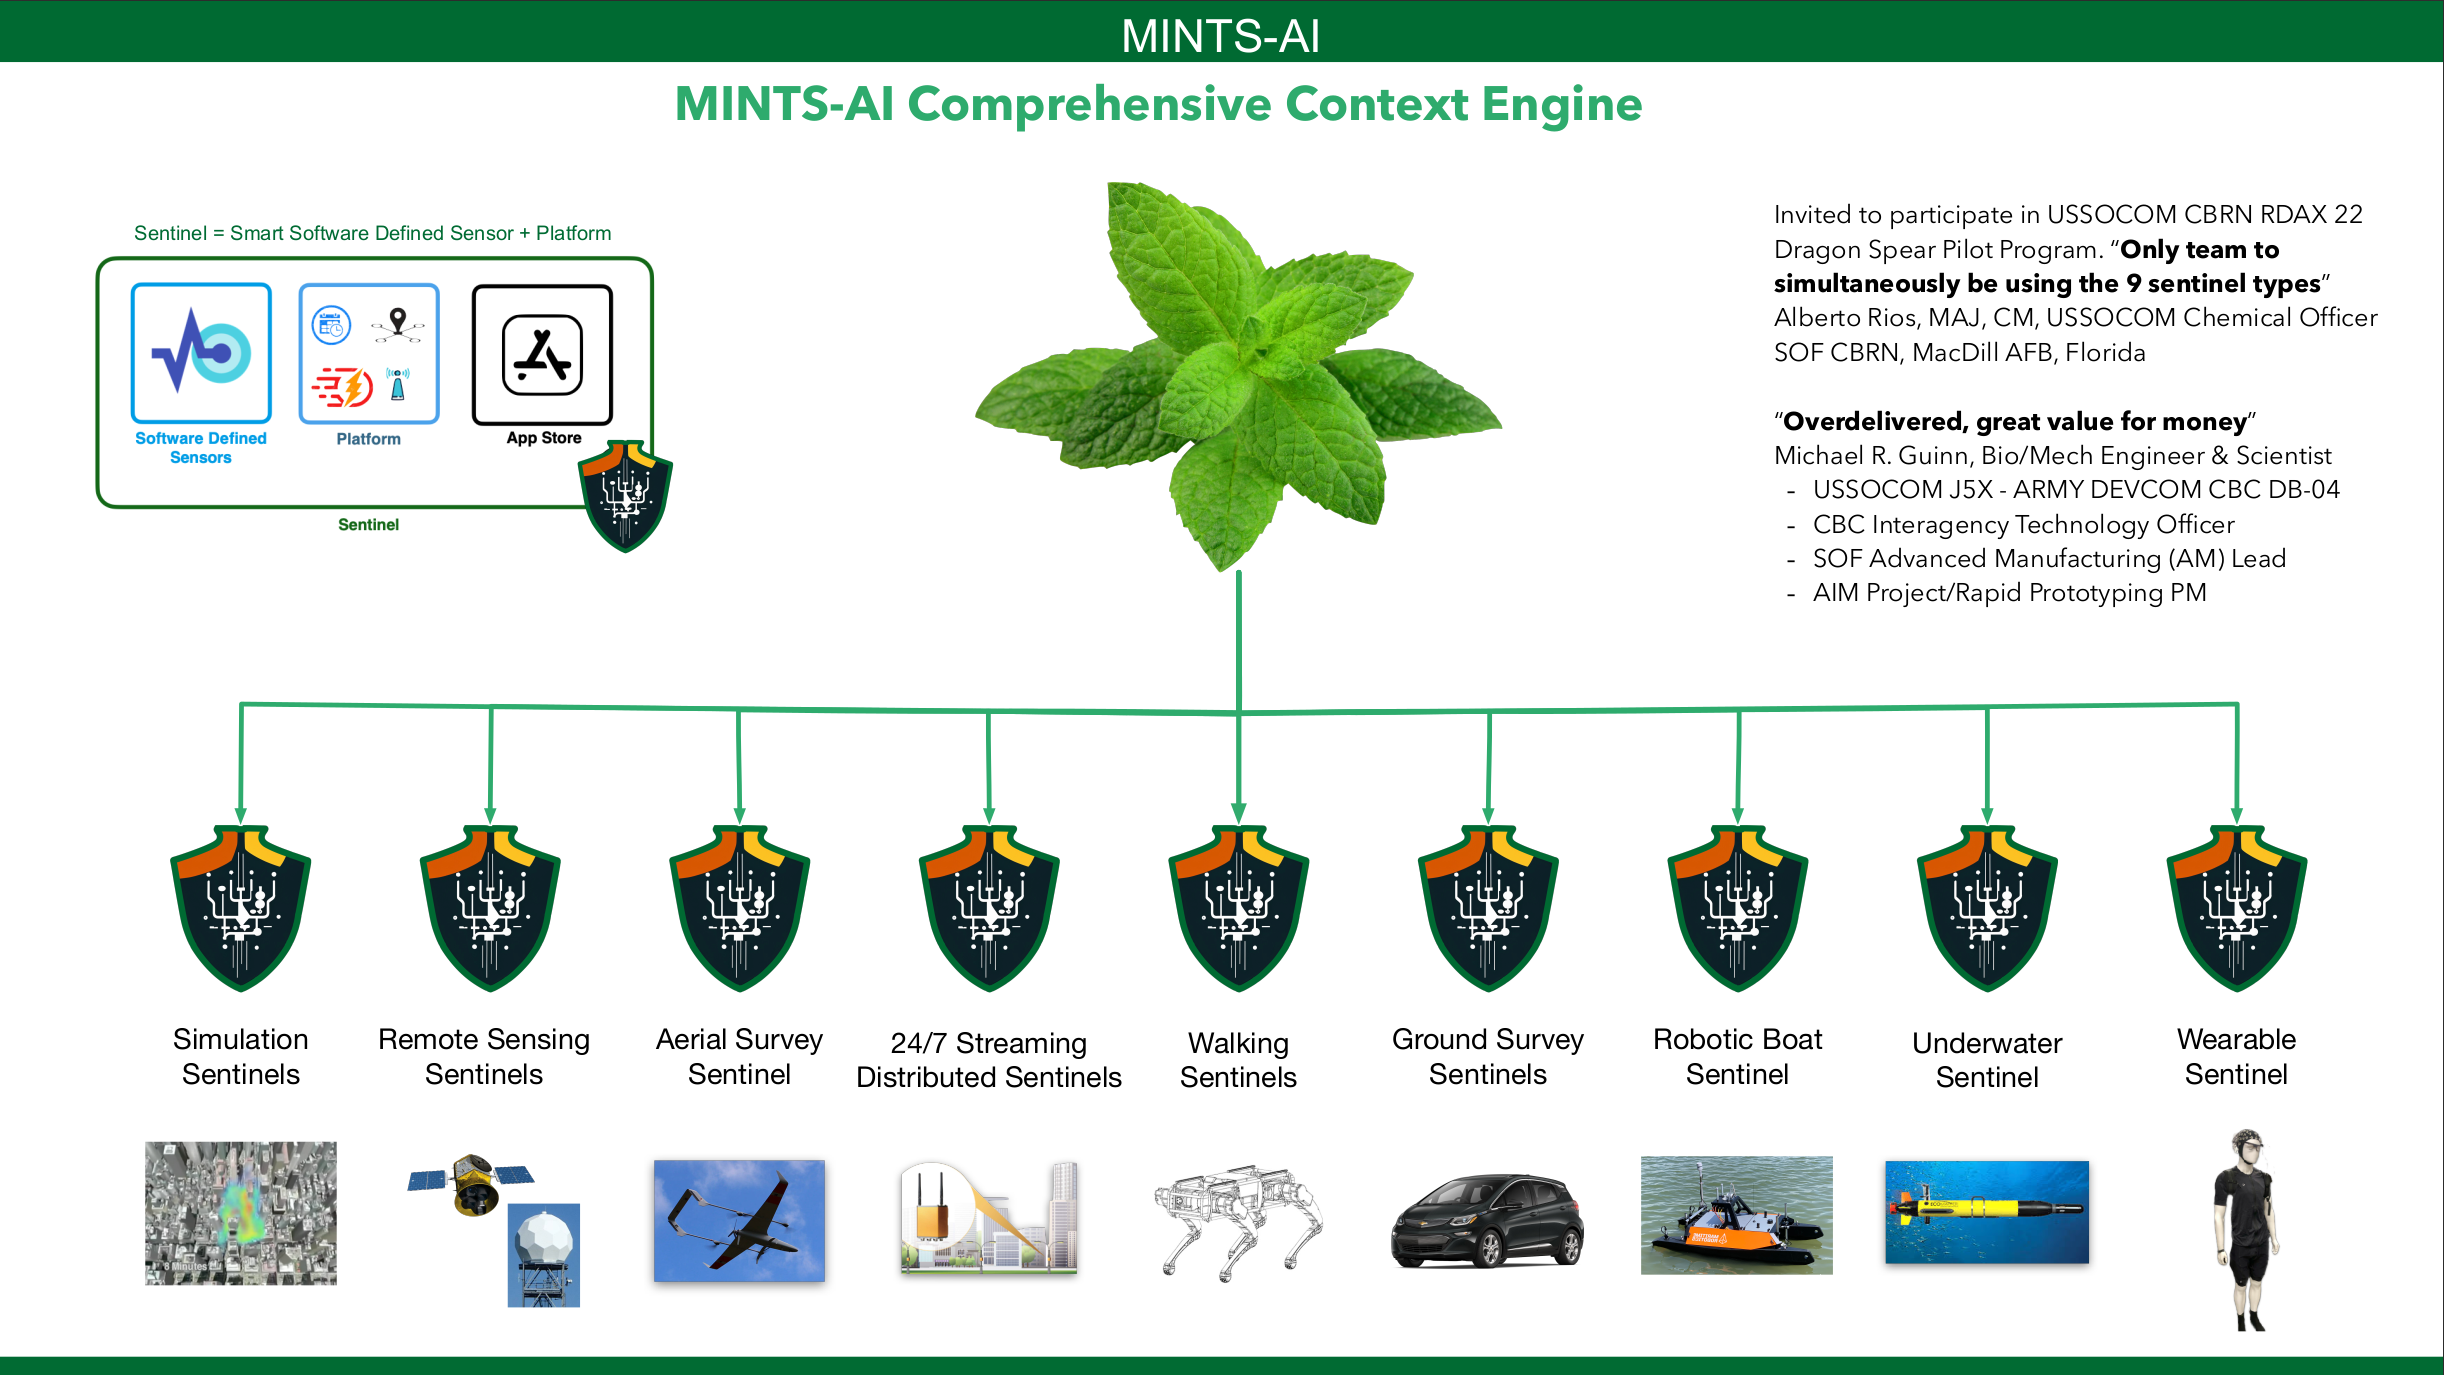 MINTS-AI
MINTS-AI Comprehensive Context Engine
Sentinel = Smart Software Defined Sensor + Platform
Software Defined
Sensors
Platform
App Store
Sentinel
Invited to participate in USSOCOM CBRN RDAX 22
Dragon Spear Pilot Program. “Only team to
simultaneously be using the 9 sentinel types”
Alberto Rios, MAJ, CM, USSOCOM Chemical Officer
SOF CBRN, MacDill AFB, Florida
“Overdelivered, great value for money”
Michael R. Guinn, Bio/Mech Engineer & Scientist
- USSOCOM J5X - ARMY DEVCOM CBC DB-04
- CBC Interagency Technology Officer
- SOF Advanced Manufacturing (AM) Lead
- AIM Project/Rapid Prototyping PM
Simulation
Sentinels
Remote Sensing
Sentinels
Aerial Survey
Sentinel
24/7 Streaming
Distributed Sentinels
Walking
Sentinels
Ground Survey
Sentinels
Robotic Boat
Sentinel
Underwater
Sentinel
Wearable
Sentinel
8 Minutes